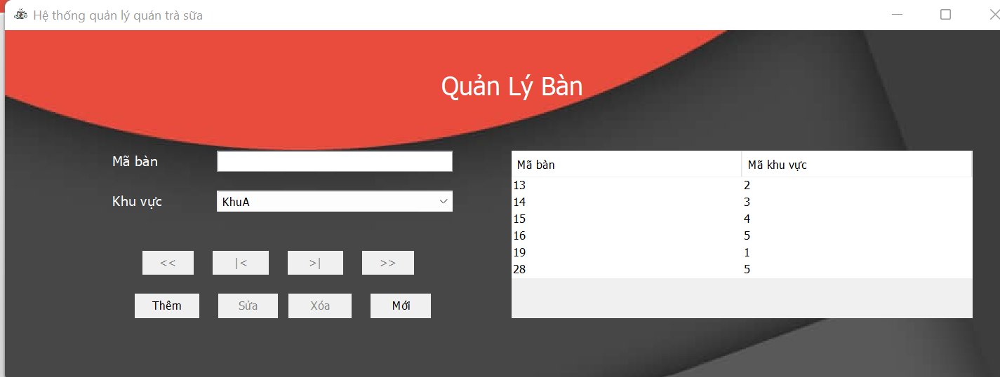 Hệ thống quản lý quán trà sữa
Quản Lý Bàn
Mã bàn
Khu vực KhuA
<< |< >| >>
Thêm Sửa Xóa Mới
Mã bàn Mã khu vực
13 2
14 3
15 4
16 5
19 1
28 5